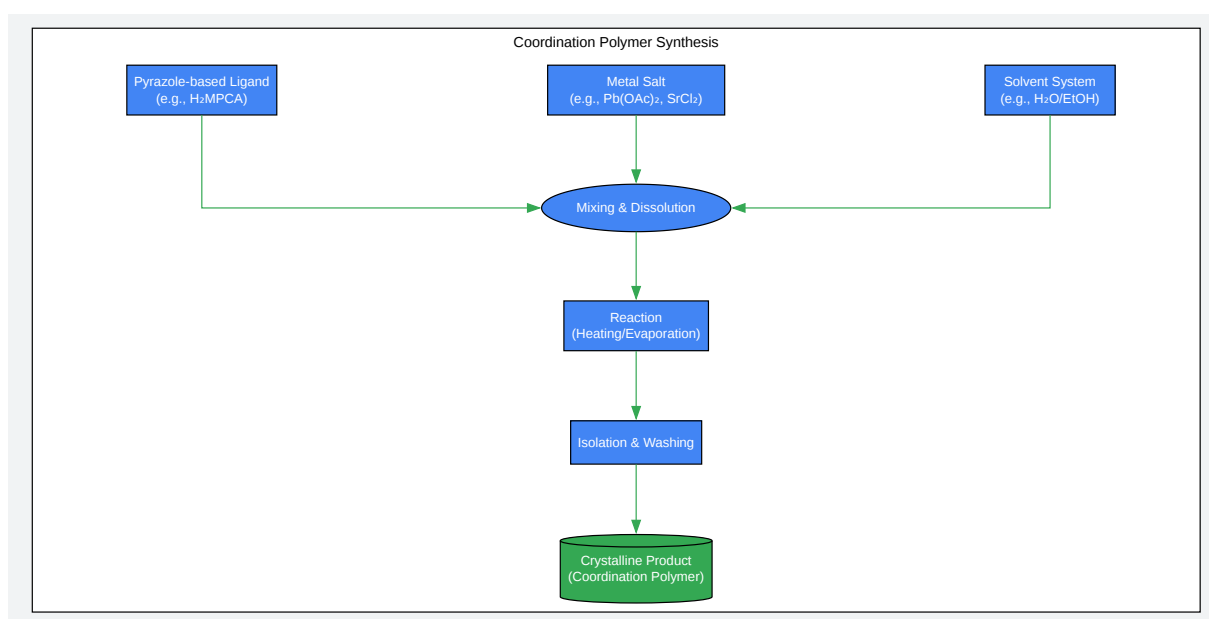 Coordination Polymer Synthesis
Pyrazole-based Ligand
(e.g., H₂MPCA)
Metal Salt
(e.g., Pb(OAc)₂, SrCl₂)
Solvent System
(e.g., H₂O/EtOH)
Mixing & Dissolution
Reaction
(Heating/Evaporation)
Isolation & Washing
Crystalline Product
(Coordination Polymer)